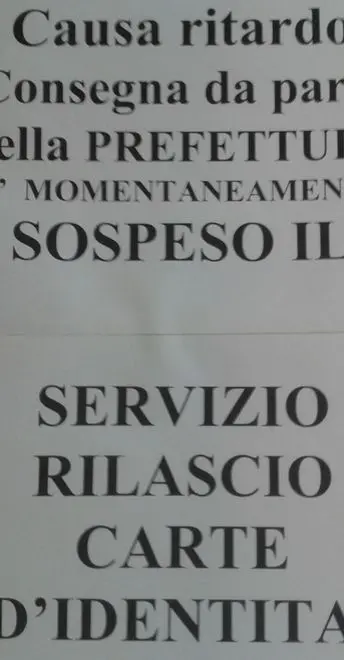 Causa ritardo
Consegna da par
ella PREFETTU
' MOMENTANEAMEN
SOSPESO IL
SERVIZIO
RILASCIO
CARTE
D'IDENTITA